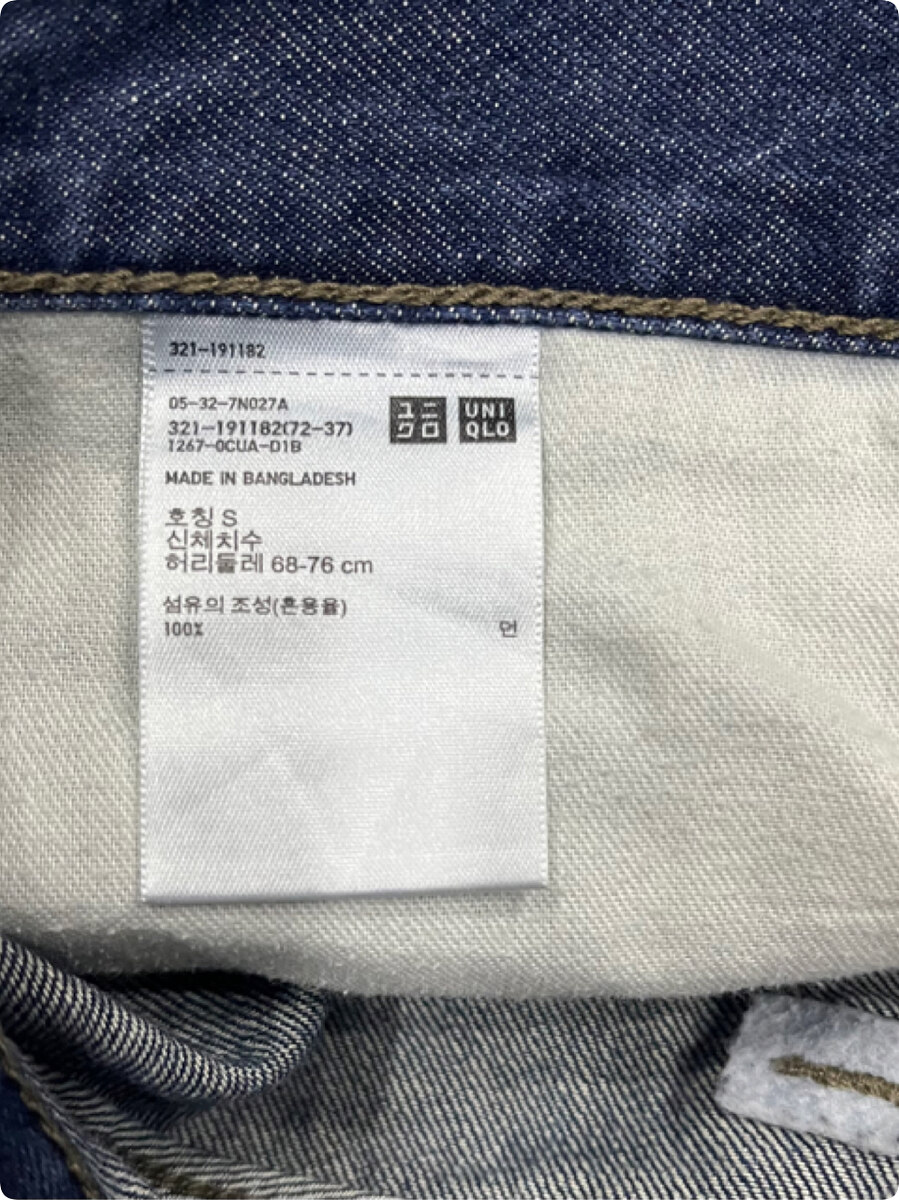 321-191182
05-32-7N027A
321-191182(72-37)
1267-0CUA-D1B
ユニ
クロ
UNI
QLO
MADE IN BANGLADESH
호칭 S
신체치수
허리둘레 68-76 cm
섬유의 조성(혼용율)
100% 면